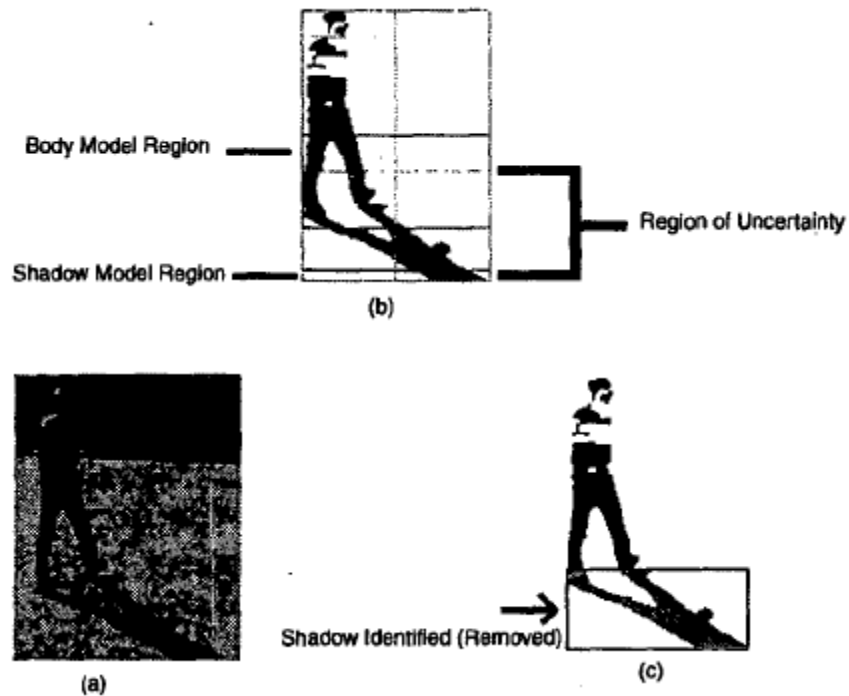 Body Model Region
Region of Uncertainty
Shadow Model Region
(b)
Shadow Identified (Removed)
(c)
(a)